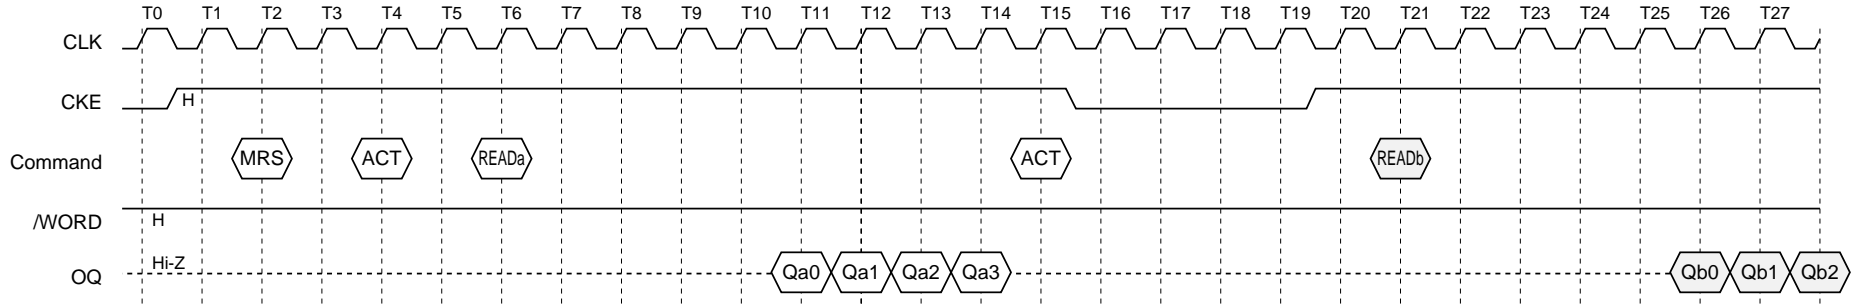 T0 T1 T2 T3 T4 T5 T6 T7 T8 T9 T10 T11 T12 T13 T14 T15 T16 T17 T18 T19 T20 T21 T22 T23 T24 T25 T26 T27
CLK
CKE H
Command MRS ACT READa ACT READb
/WORD H
OQ Hi-Z Qa0 Qa1 Qa2 Qa3 Qb0 Qb1 Qb2